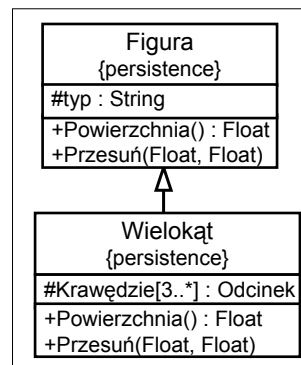 Figura
{persistence}
#typ : String
+Powierzchnia() : Float
+Przesuń(Float, Float)
Wielokąt
{persistence}
#Krawędzie[3..*] : Odcinek
+Powierzchnia() : Float
+Przesuń(Float, Float)